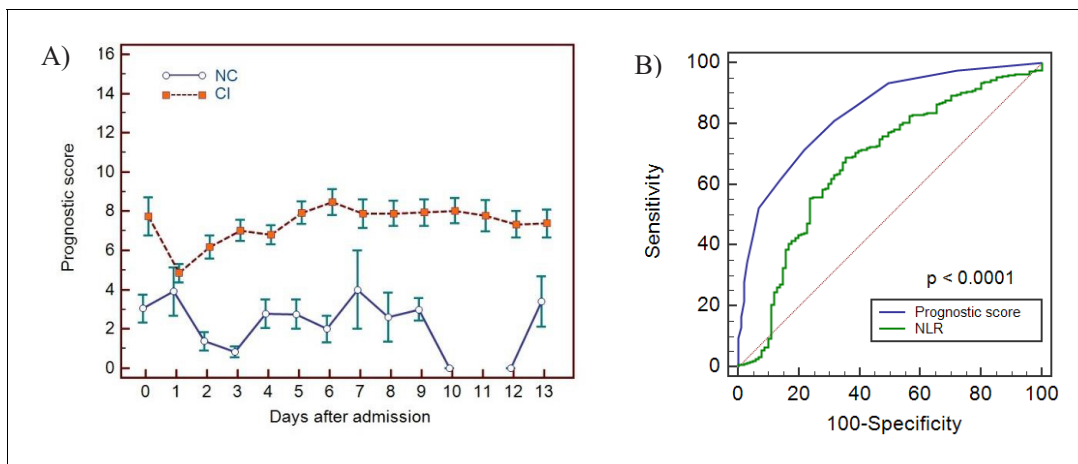 A)
16
14
12
10
8
6
4
2
0
Prognostic score
NC
CI
0 1 2 3 4 5 6 7 8 9 10 11 12 13
Days after admission
B)
100
80
60
40
20
0
Sensitivity
p < 0.0001
Prognostic score
NLR
0 20 40 60 80 100
100-Specificity